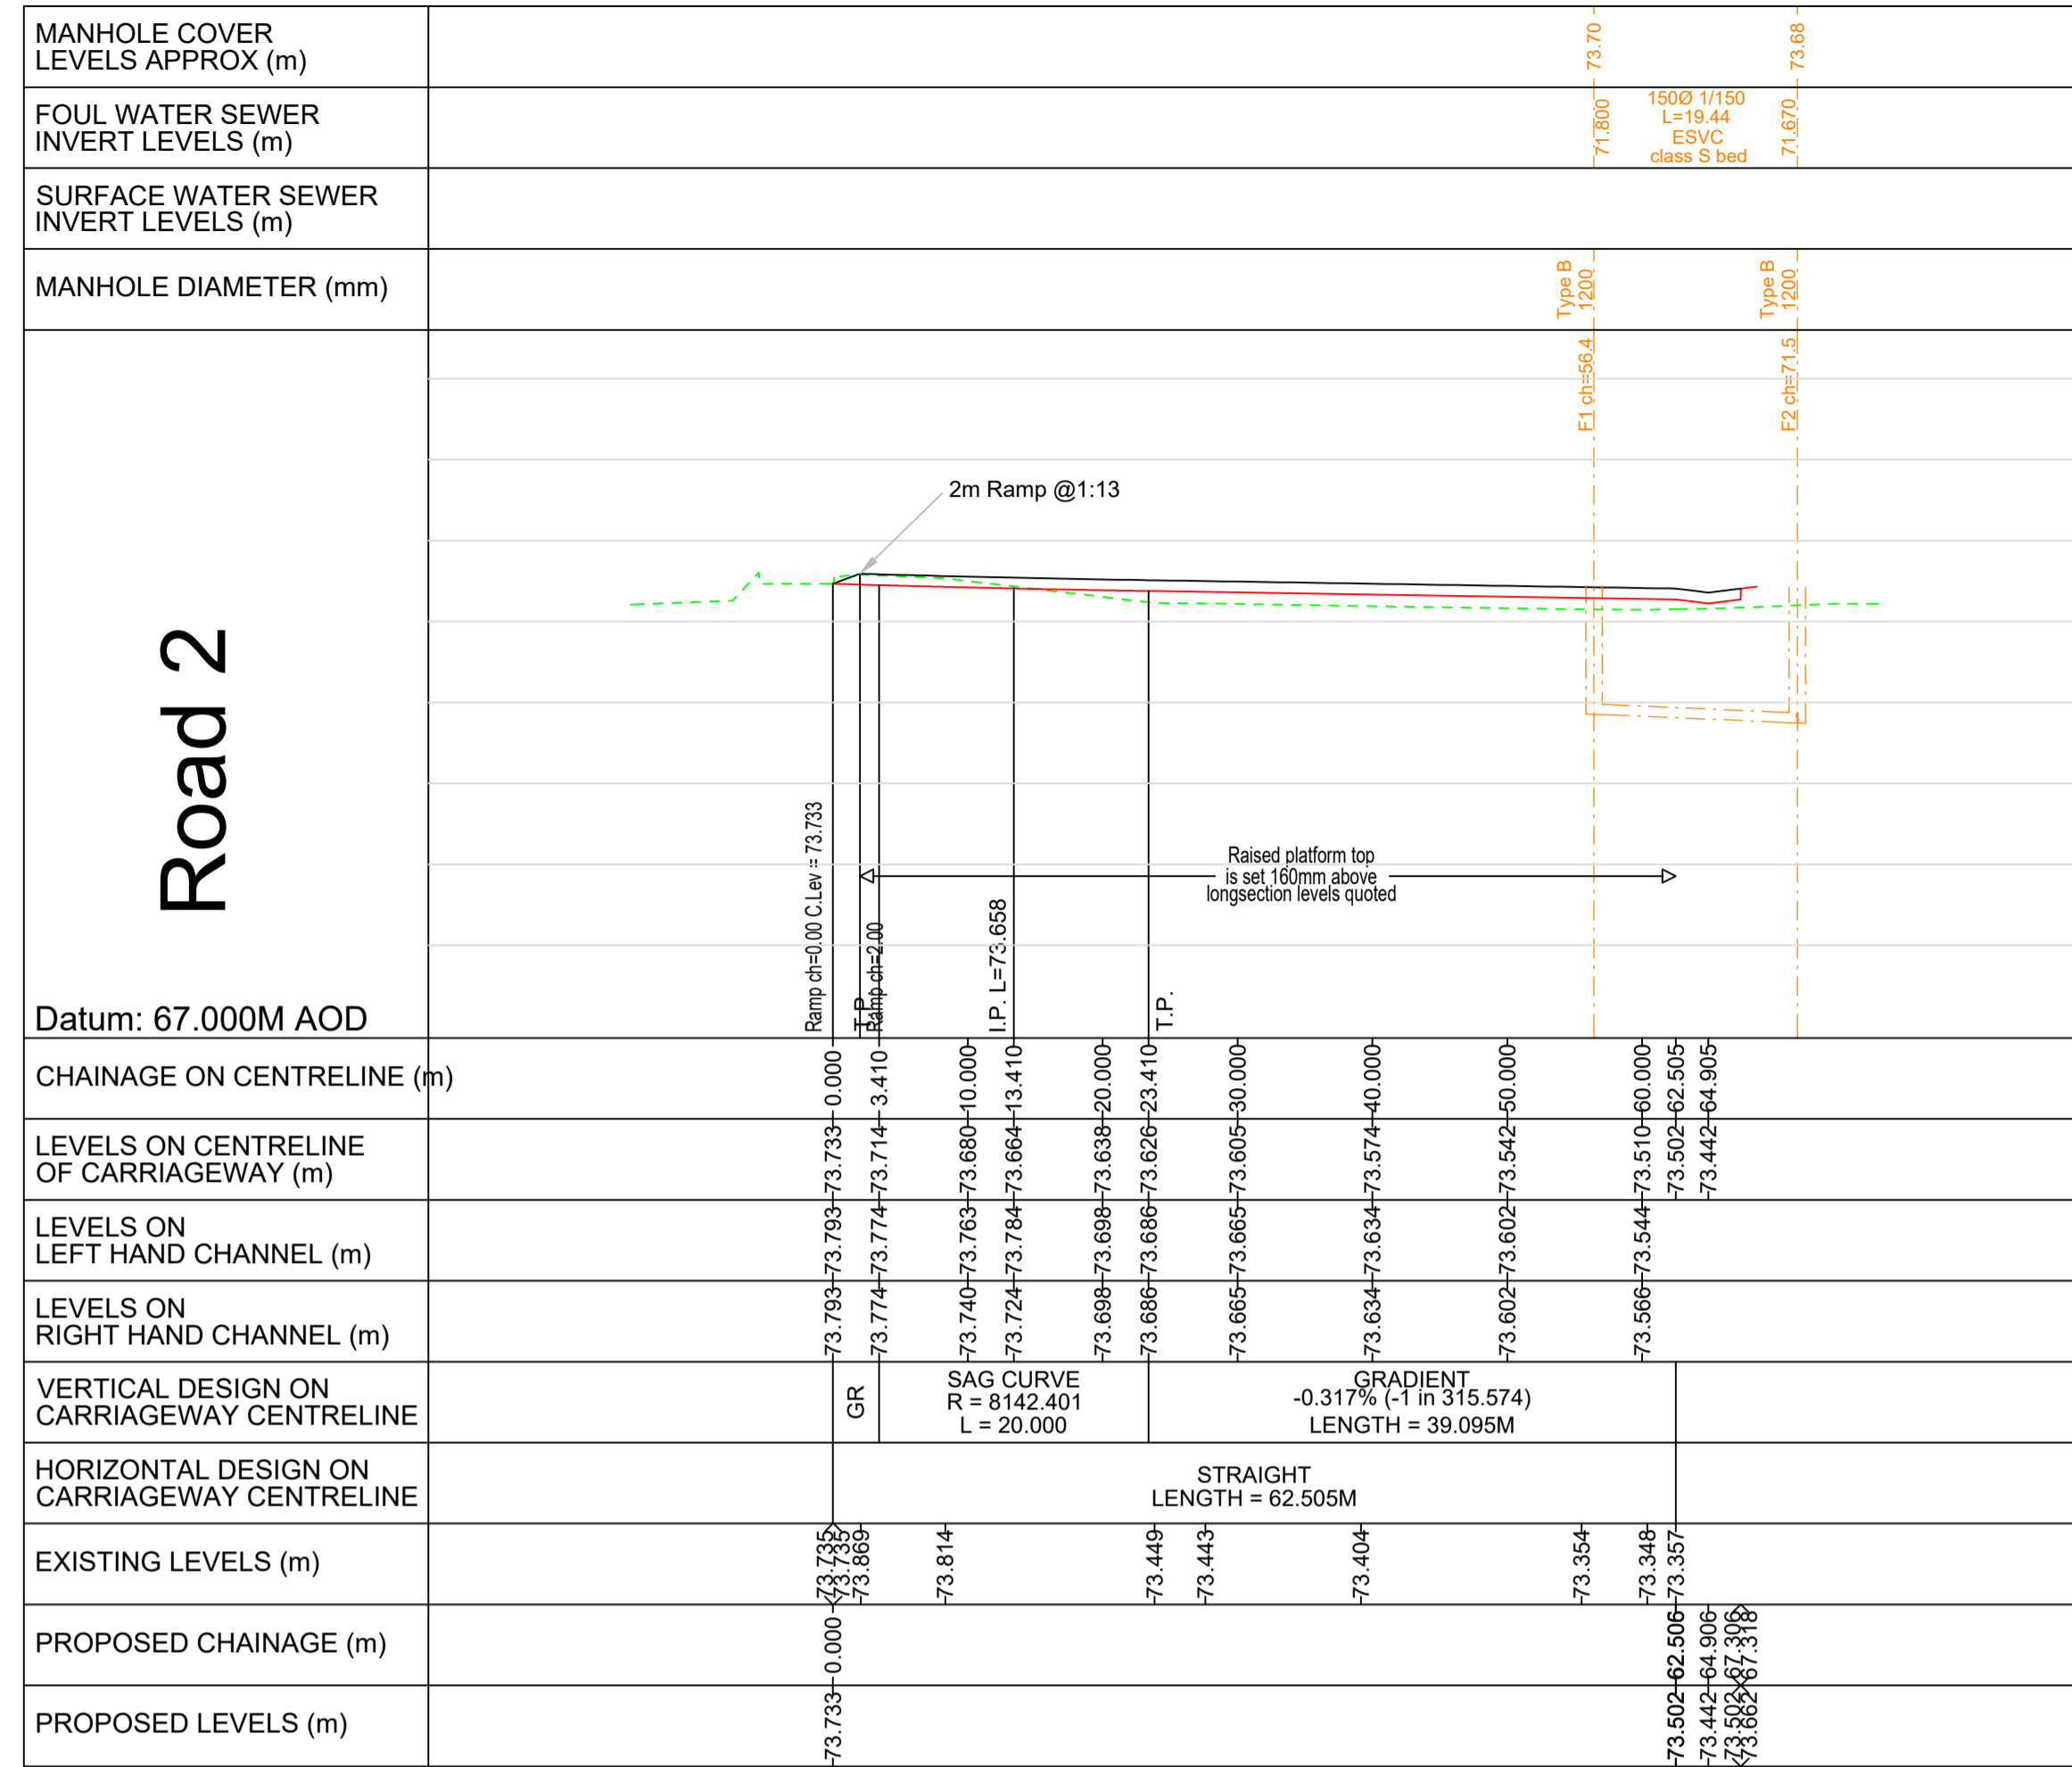 MANHOLE COVER
LEVELS APPROX (m)
73.70
73.68
FOUL WATER SEWER
INVERT LEVELS (m)
71.800
150Ø 1/150
L=19.44
ESVC
class S bed
71.670
SURFACE WATER SEWER
INVERT LEVELS (m)
MANHOLE DIAMETER (mm)
Type B
1200
Type B
1200
F1 ch=56.4
F2 ch=71.5
2m Ramp @1:13
Road 2
Raised platform top
is set 160mm above
longsection levels quoted
Ramp ch=0.00 C.Lev = 73.733
T.P.
Ramp ch=2.00
I.P. L=73.658
T.P.
Datum: 67.000M AOD
CHAINAGE ON CENTRELINE (m)
0.000
3.410
10.000
13.410
20.000
23.410
30.000
40.000
50.000
60.000
62.505
64.905
LEVELS ON CENTRELINE
OF CARRIAGEWAY (m)
73.733
73.714
73.680
73.664
73.638
73.626
73.605
73.574
73.542
73.510
73.502
73.442
LEVELS ON
LEFT HAND CHANNEL (m)
73.793
73.774
73.763
73.784
73.698
73.686
73.665
73.634
73.602
73.544
LEVELS ON
RIGHT HAND CHANNEL (m)
73.793
73.774
73.740
73.724
73.698
73.686
73.665
73.634
73.602
73.566
VERTICAL DESIGN ON
CARRIAGEWAY CENTRELINE
GR
SAG CURVE
R = 8142.401
L = 20.000
GRADIENT
-0.317% (-1 in 315.574)
LENGTH = 39.095M
HORIZONTAL DESIGN ON
CARRIAGEWAY CENTRELINE
STRAIGHT
LENGTH = 62.505M
EXISTING LEVELS (m)
73.735
73.735
73.869
73.814
73.449
73.443
73.404
73.354
73.348
73.357
PROPOSED CHAINAGE (m)
0.000
64.906
67.306
67.318
PROPOSED LEVELS (m)
73.733
73.502
73.442
73.502
73.662